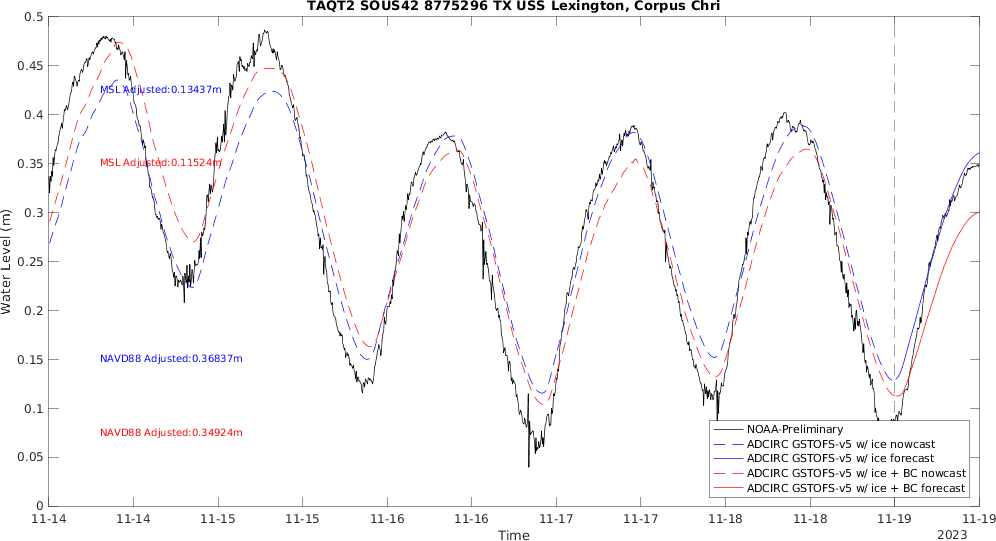 TAQT2 SOUS42 8775296 TX USS Lexington, Corpus Chri
0.5
0.45
0.4
0.35
0.3
0.25
0.2
0.15
0.1
0.05
0
Water Level (m)
MSL Adjusted:0.13437m
MSL Adjusted:0.11524m
NAVD88 Adjusted:0.36837m
NAVD88 Adjusted:0.34924m
NOAA-Preliminary
ADCIRC GSTOFS-v5 w/ ice nowcast
ADCIRC GSTOFS-v5 w/ ice forecast
ADCIRC GSTOFS-v5 w/ ice + BC nowcast
ADCIRC GSTOFS-v5 w/ ice + BC forecast
11-14 11-14 11-15 11-15 11-16 11-16 11-17 11-17 11-18 11-18 11-19 11-19
Time
2023